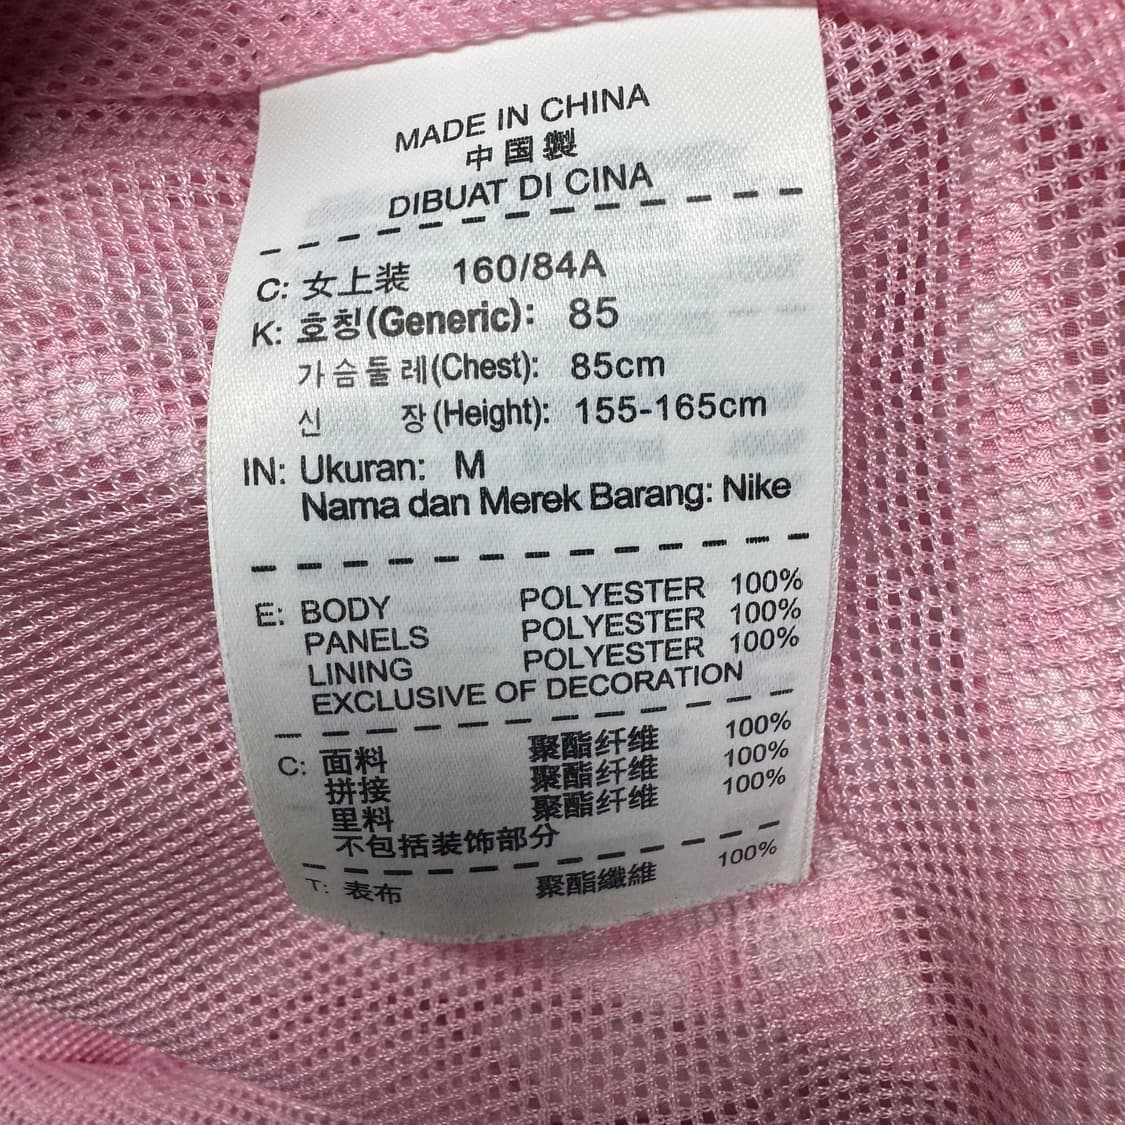 MADE IN CHINA
中国製
DIBUAT DI CINA
C: 女上装 160/84A
K: 호칭(Generic): 85
가슴둘레(Chest): 85cm
신 장(Height): 155-165cm
IN: Ukuran: M
Nama dan Merek Barang: Nike
E: BODY POLYESTER 100%
PANELS POLYESTER 100%
LINING POLYESTER 100%
EXCLUSIVE OF DECORATION
C: 面料 聚酯纤维 100%
拼接 聚酯纤维 100%
里料 聚酯纤维 100%
不包括装饰部分
T: 表布 聚酯纖維 100%